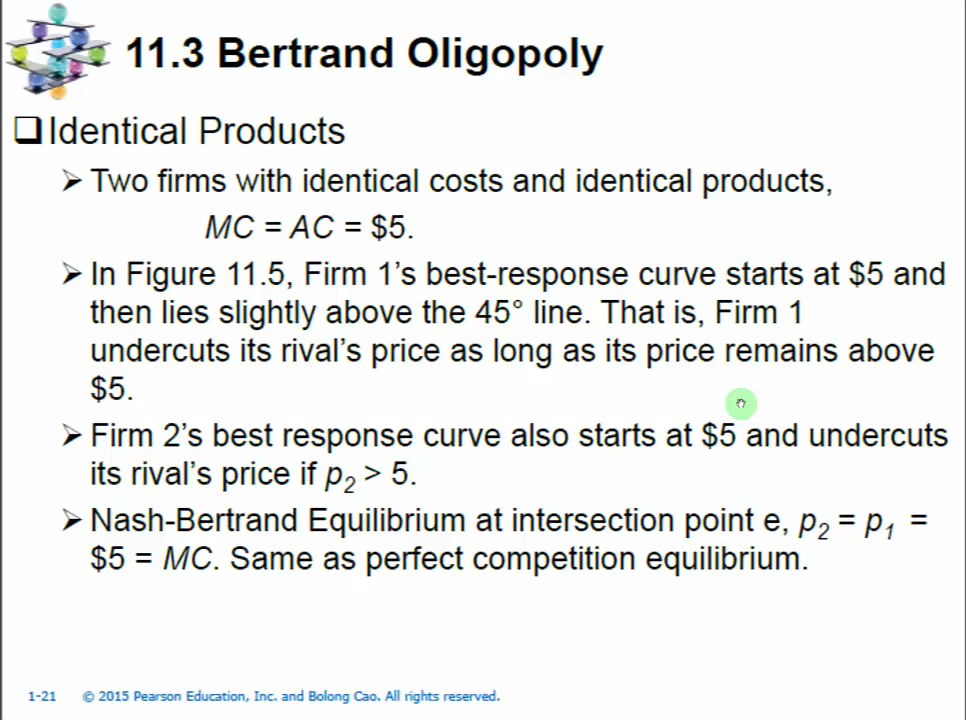 11.3 Bertrand Oligopoly
Identical Products
Two firms with identical costs and identical products,
MC = AC = $5.
In Figure 11.5, Firm 1's best-response curve starts at $5 and
then lies slightly above the 45° line. That is, Firm 1
undercuts its rival's price as long as its price remains above
$5.
Firm 2's best response curve also starts at $5 and undercuts
its rival's price if p2 > 5.
Nash-Bertrand Equilibrium at intersection point e, p2 = p1 =
$5 = MC. Same as perfect competition equilibrium.
1-21 © 2015 Pearson Education, Inc. and Bolong Cao. All rights reserved.